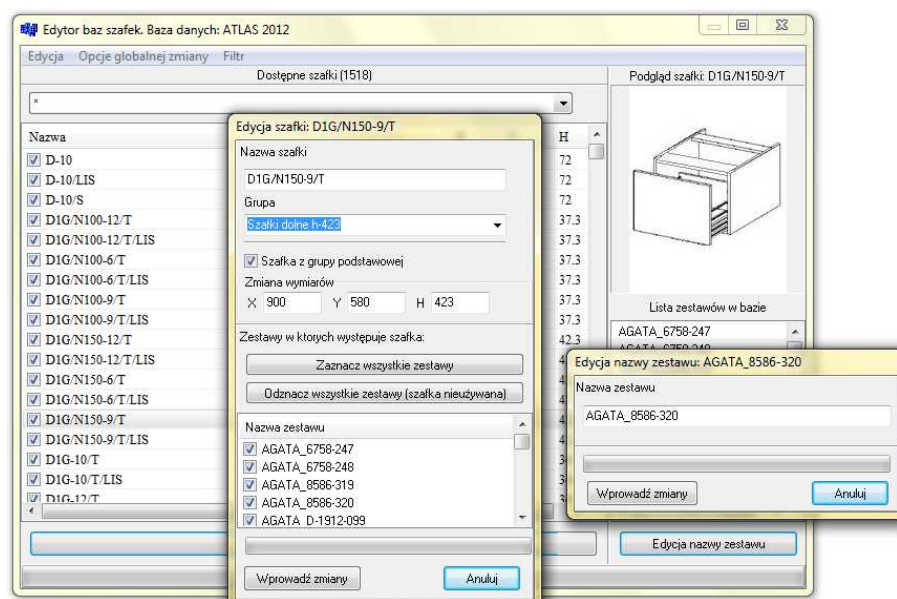 Edytor baz szafek. Baza danych: ATLAS 2012
Edycja Opcje globalnej zmiany Filtr
Dostępne szafki (1518)
*
Nazwa H
D-10 72
D-10/LIS 72
D-10/S 72
D1G/N100-12/T 37.3
D1G/N100-12/T/LIS 37.3
D1G/N100-6/T 37.3
D1G/N100-6/T/LIS 37.3
D1G/N100-9/T 37.3
D1G/N100-9/T/LIS 37.3
D1G/N150-12/T 42.3
D1G/N150-12/T/LIS
D1G/N150-6/T
D1G/N150-6/T/LIS
D1G/N150-9/T
D1G/N150-9/T/LIS
D1G-10/T
D1G-10/T/LIS
D1G-12/T
Edycja szafki: D1G/N150-9/T
Nazwa szafki
D1G/N150-9/T
Grupa
Szafki dolne h-423
Szafka z grupy podstawowej
Zmiana wymiarów
X 900 Y 580 H 423
Zestawy w ktorych występuje szafka:
Zaznacz wszystkie zestawy
Odznacz wszystkie zestawy (szafka nieużywana)
Nazwa zestawu
AGATA_6758-247
AGATA_6758-248
AGATA_8586-319
AGATA_8586-320
AGATA_D-1912-099
Wprowadź zmiany Anuluj
Podgląd szafki: D1G/N150-9/T
Lista zestawów w bazie
AGATA_6758-247
Edycja nazwy zestawu: AGATA_8586-320
Nazwa zestawu
AGATA_8586-320
Wprowadź zmiany Anuluj
Edycja nazwy zestawu